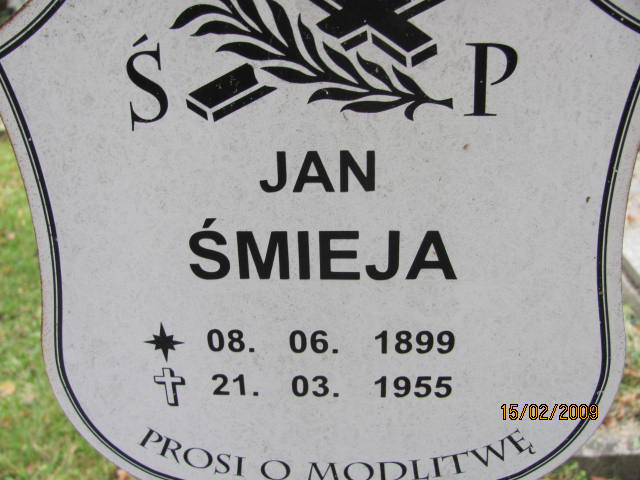 Ś P
JAN
ŚMIEJA
08. 06. 1899
21. 03. 1955
PROSI O MODLITWĘ
15/02/2009